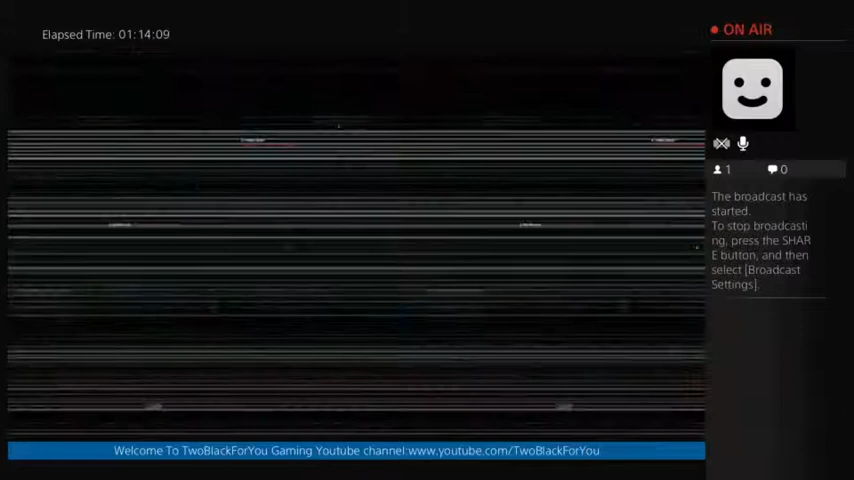 Elapsed Time: 01:14:09
ON AIR
1 0
The broadcast has
started.
To stop broadcasti
ng, press the SHAR
E button, and then
select [Broadcast
Settings].
Welcome To TwoBlackForYou Gaming Youtube channel:www.youtube.com/TwoBlackForYou